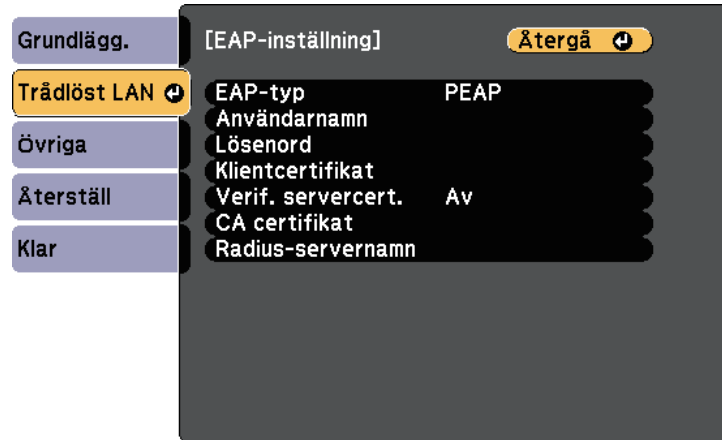 Grundlägg.
Trådlöst LAN
Övriga
Återställ
Klar
[EAP-inställning]
Återgå
EAP-typ PEAP
Användarnamn
Lösenord
Klientcertifikat
Verif. servercert. Av
CA certifikat
Radius-servernamn